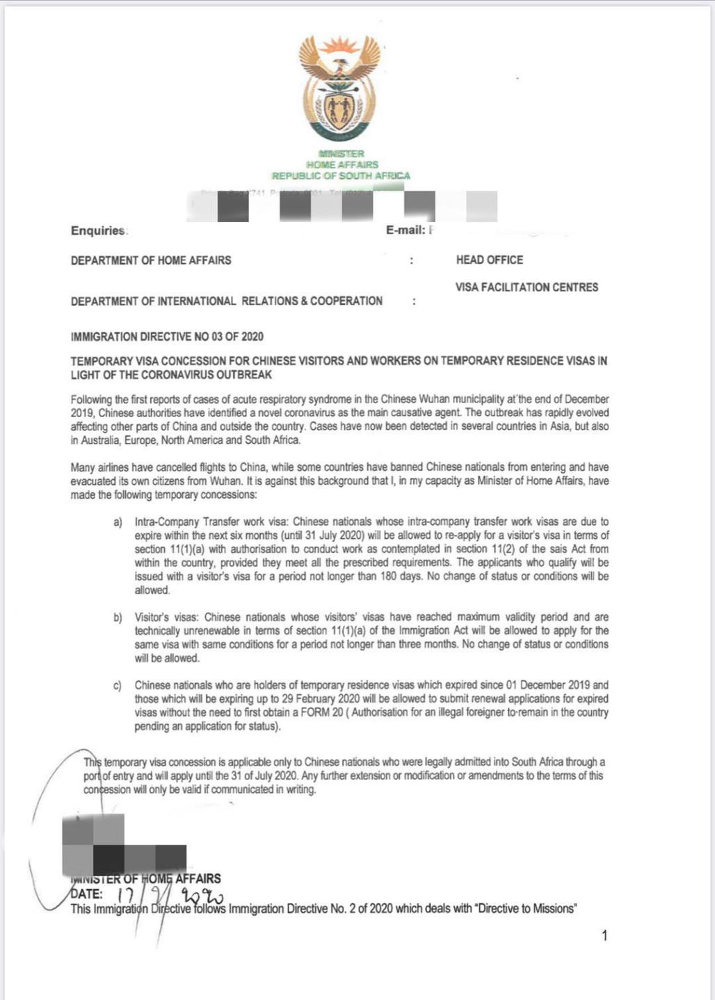 MINISTER
HOME AFFAIRS
REPUBLIC OF SOUTH AFRICA
Enquiries:
E-mail:
DEPARTMENT OF HOME AFFAIRS : HEAD OFFICE
VISA FACILITATION CENTRES
DEPARTMENT OF INTERNATIONAL RELATIONS & COOPERATION :
IMMIGRATION DIRECTIVE NO 03 OF 2020
TEMPORARY VISA CONCESSION FOR CHINESE VISITORS AND WORKERS ON TEMPORARY RESIDENCE VISAS IN
LIGHT OF THE CORONAVIRUS OUTBREAK
Following the first reports of cases of acute respiratory syndrome in the Chinese Wuhan municipality at the end of December
2019, Chinese authorities have identified a novel coronavirus as the main causative agent. The outbreak has rapidly evolved
affecting other parts of China and outside the country. Cases have now been detected in several countries in Asia, but also
in Australia, Europe, North America and South Africa.
Many airlines have cancelled flights to China, while some countries have banned Chinese nationals from entering and have
evacuated its own citizens from Wuhan. It is against this background that I, in my capacity as Minister of Home Affairs, have
made the following temporary concessions:
a) Intra-Company Transfer work visa: Chinese nationals whose intra-company transfer work visas are due to
expire within the next six months (until 31 July 2020) will be allowed to re-apply for a visitor's visa in terms of
section 11(1)(a) with authorisation to conduct work as contemplated in section 11(2) of the sais Act from
within the country, provided they meet all the prescribed requirements. The applicants who qualify will be
issued with a visitor's visa for a period not longer than 180 days. No change of status or conditions will be
allowed.
b) Visitor's visas: Chinese nationals whose visitors' visas have reached maximum validity period and are
technically unrenewable in terms of section 11(1)(a) of the Immigration Act will be allowed to apply for the
same visa with same conditions for a period not longer than three months. No change of status or conditions
will be allowed.
c) Chinese nationals who are holders of temporary residence visas which expired since 01 December 2019 and
those which will be expiring up to 29 February 2020 will be allowed to submit renewal applications for expired
visas without the need to first obtain a FORM 20 ( Authorisation for an illegal foreigner to remain in the country
pending an application for status).
This temporary visa concession is applicable only to Chinese nationals who were legally admitted into South Africa through a
port of entry and will apply until the 31 of July 2020. Any further extension or modification or amendments to the terms of this
concession will only be valid if communicated in writing.
MINISTER OF HOME AFFAIRS
DATE: 17/2/2020
This Immigration Directive follows Immigration Directive No. 2 of 2020 which deals with "Directive to Missions"
1